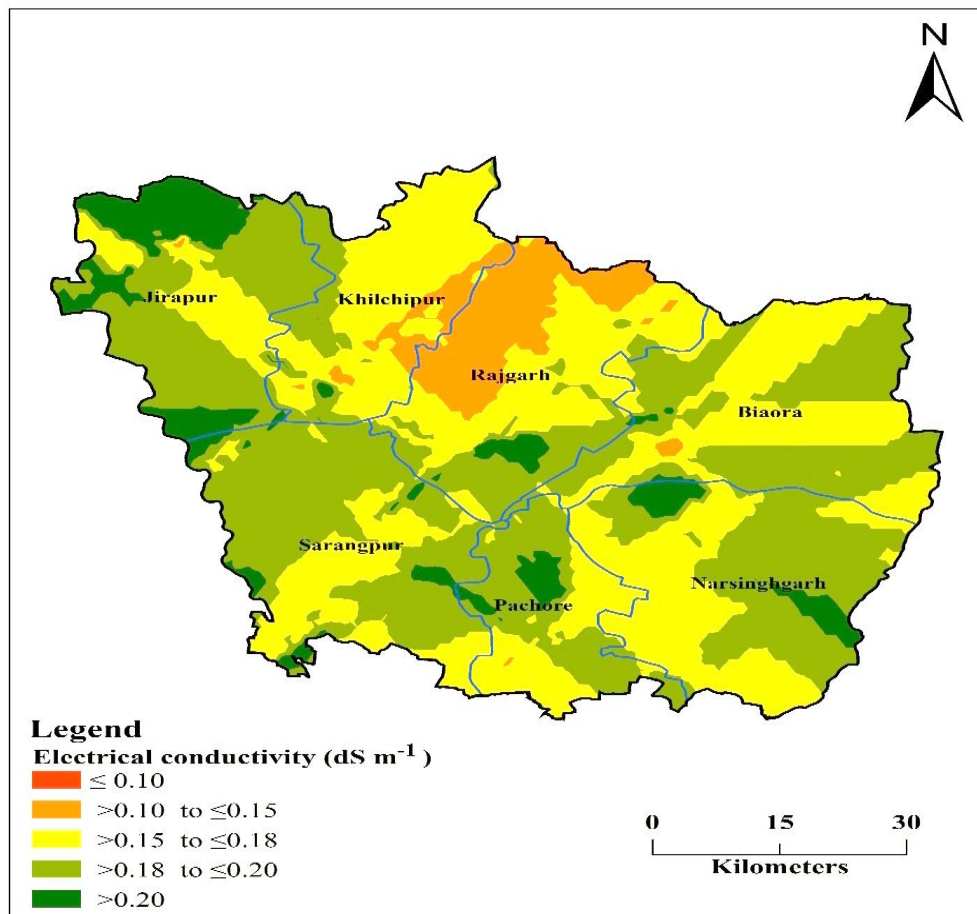 N
Jirapur
Khilchipur
Rajgarh
Biaora
Sarangpur
Pachore
Narsinghgarh
Legend
Electrical conductivity (dS m-1 )
≤ 0.10
>0.10 to ≤0.15
>0.15 to ≤0.18
>0.18 to ≤0.20
>0.20
0 15 30
Kilometers